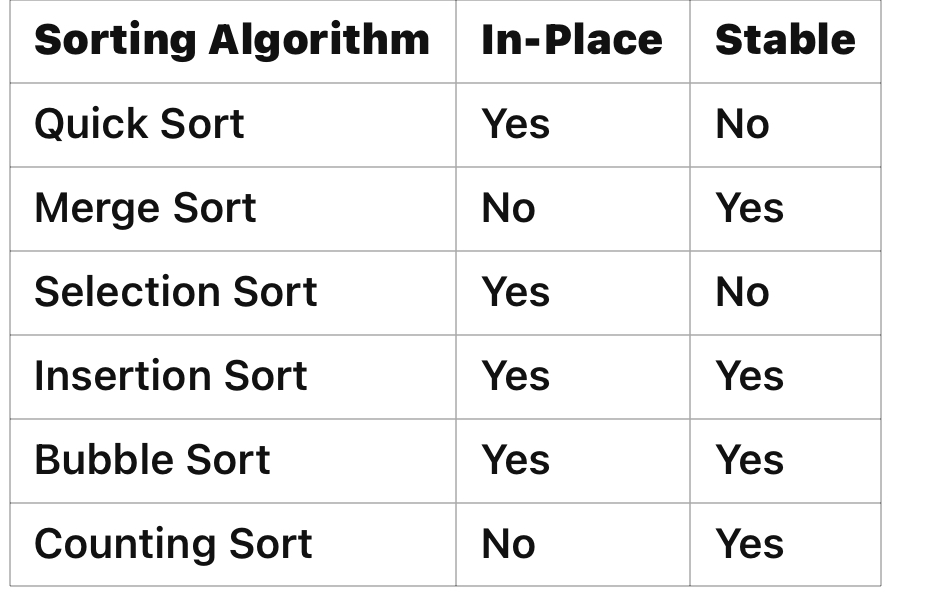 Sorting Algorithm In-Place Stable
Quick Sort Yes No
Merge Sort No Yes
Selection Sort Yes No
Insertion Sort Yes Yes
Bubble Sort Yes Yes
Counting Sort No Yes